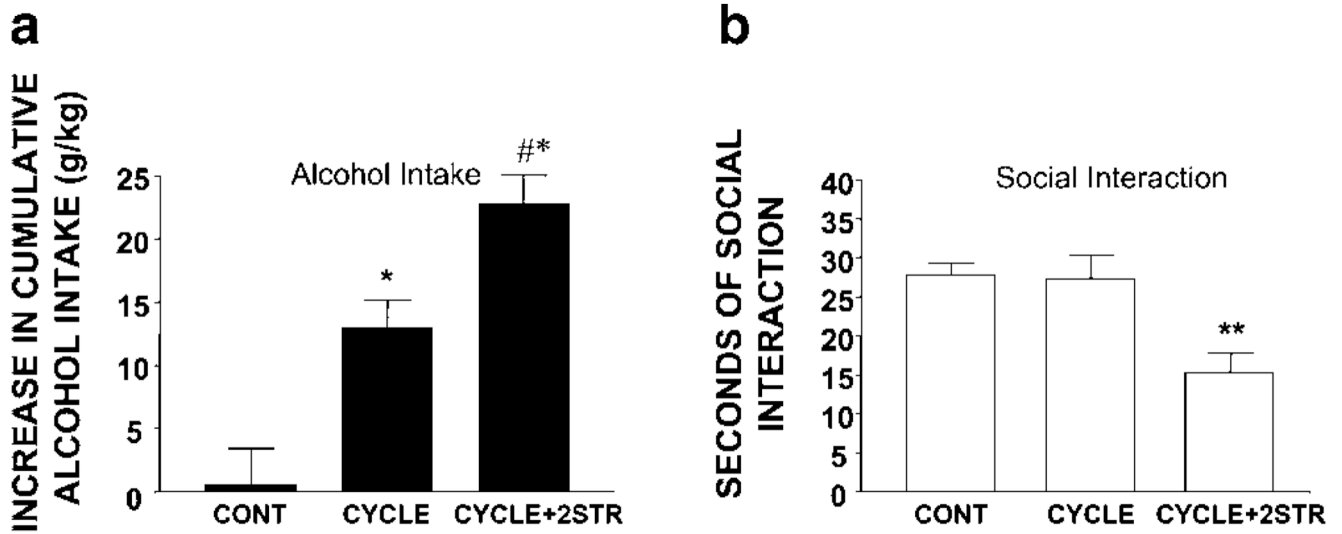 a
INCREASE IN CUMULATIVE
ALCOHOL INTAKE (g/kg)
Alcohol Intake
25
20
15
10
5
0
*
#*
CONT CYCLE CYCLE+2STR
b
SECONDS OF SOCIAL
INTERACTION
Social Interaction
40
35
30
25
20
15
10
5
0
**
CONT CYCLE CYCLE+2STR